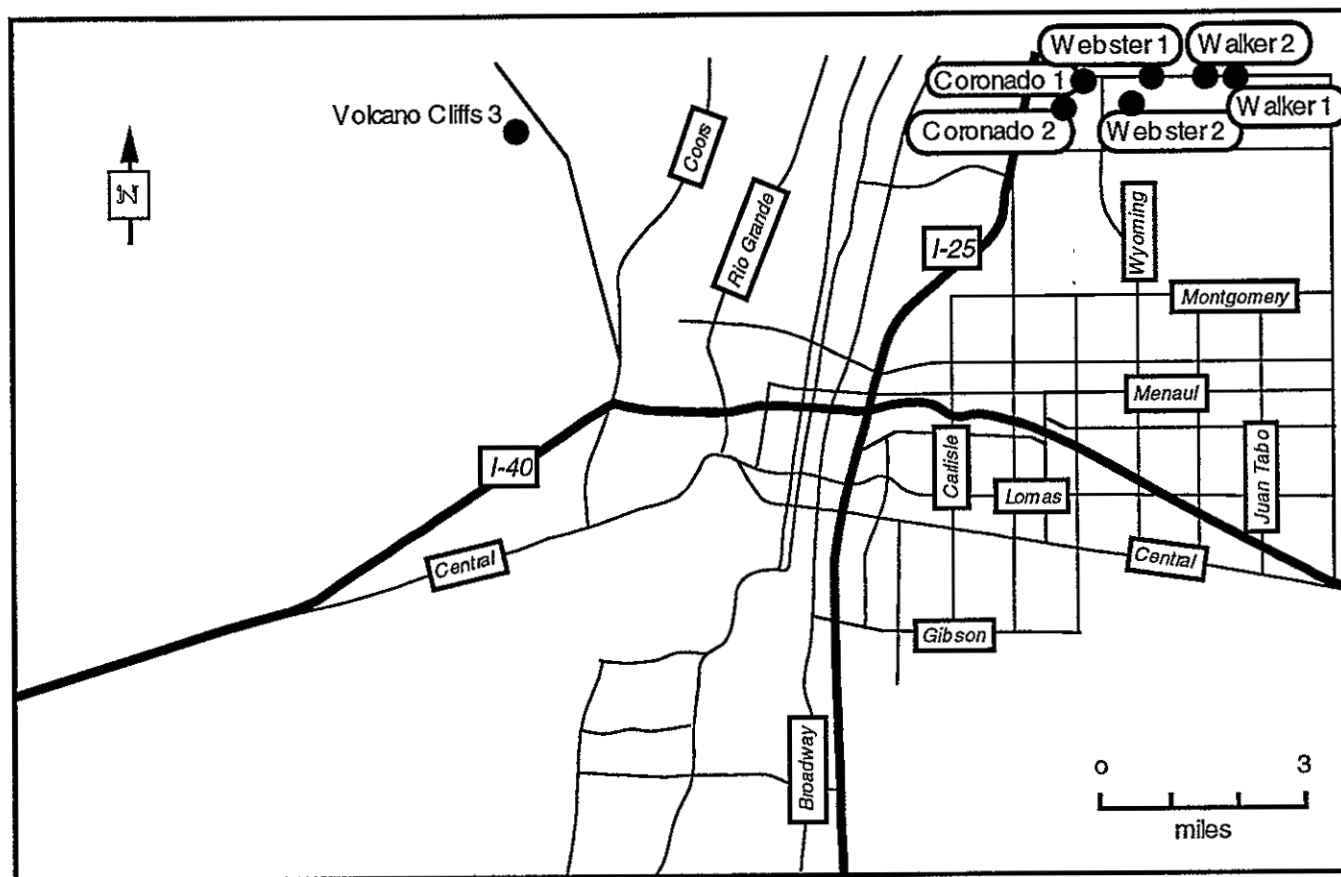 Webster 1
Walker 2
Coronado 1
Volcano Cliffs 3
Walker 1
Coronado 2
Webster 2
N
Coors
Rio Grande
Wyoming
I-25
Montgomery
Menaul
I-40
Carlisle
Lomas
Juan Tabo
Central
Central
Gibson
Broadway
0 3
miles